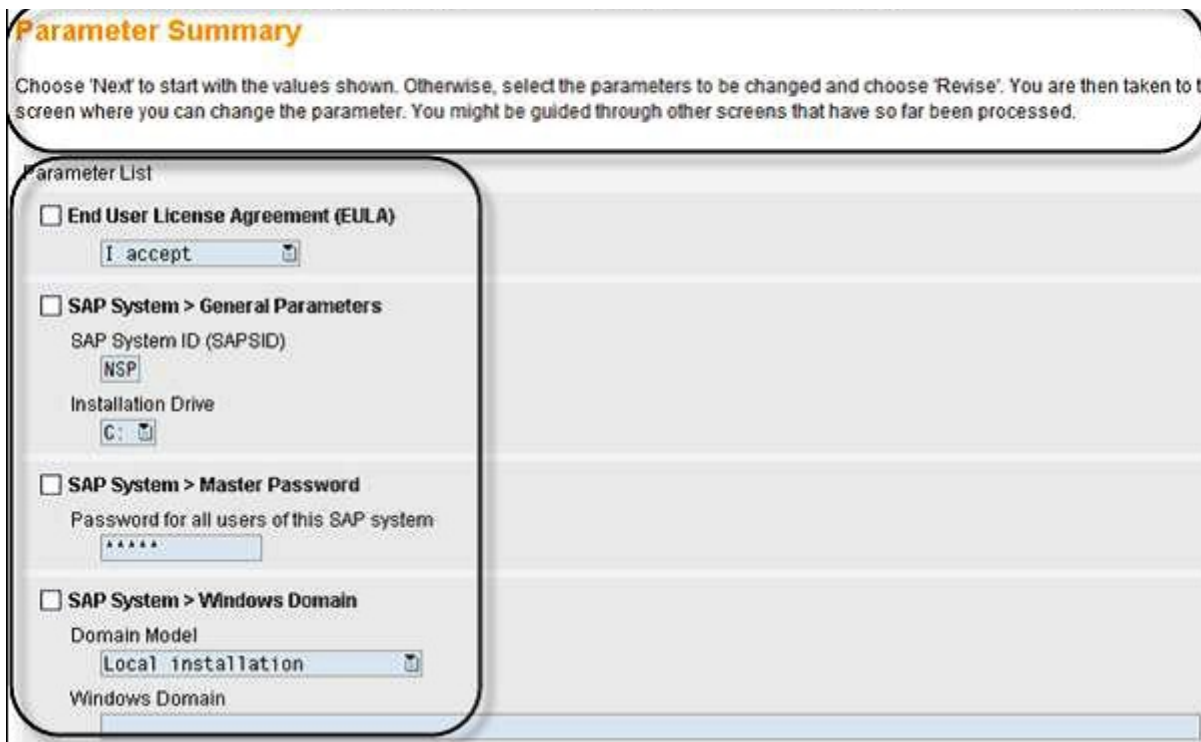 Parameter Summary
Choose 'Next' to start with the values shown. Otherwise, select the parameters to be changed and choose 'Revise'. You are then taken to t
screen where you can change the parameter. You might be guided through other screens that have so far been processed.
Parameter List
End User License Agreement (EULA)
I accept
SAP System > General Parameters
SAP System ID (SAPSID)
NSP
Installation Drive
C:
SAP System > Master Password
Password for all users of this SAP system
*****
SAP System > Windows Domain
Domain Model
Local installation
Windows Domain